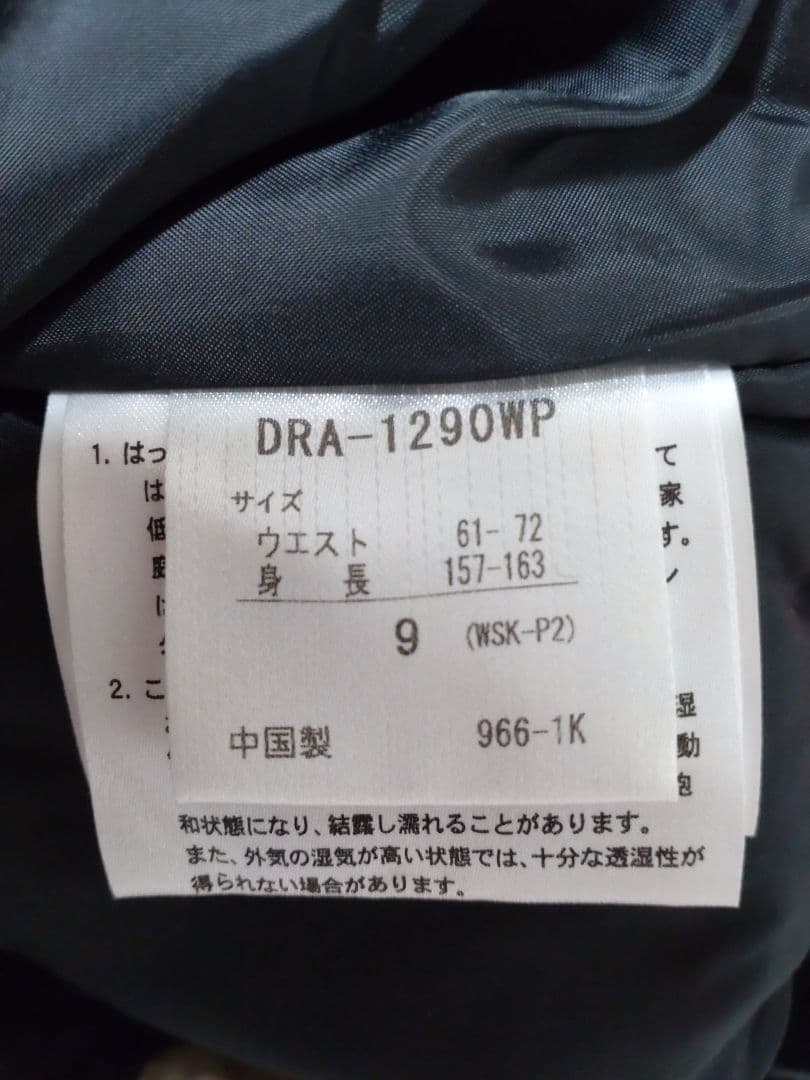 DRA-1290WP
サイズ
ウエスト 61- 72
身 長 157-163
9 (WSK-P2)
中国製 966-1K
1. はっ て
は 家
低 す。
庭
2. こ
湿
動
和状態になり、結露し濡れることがあります。
また、外気の湿気が高い状態では、十分な透湿性が
得られない場合があります。